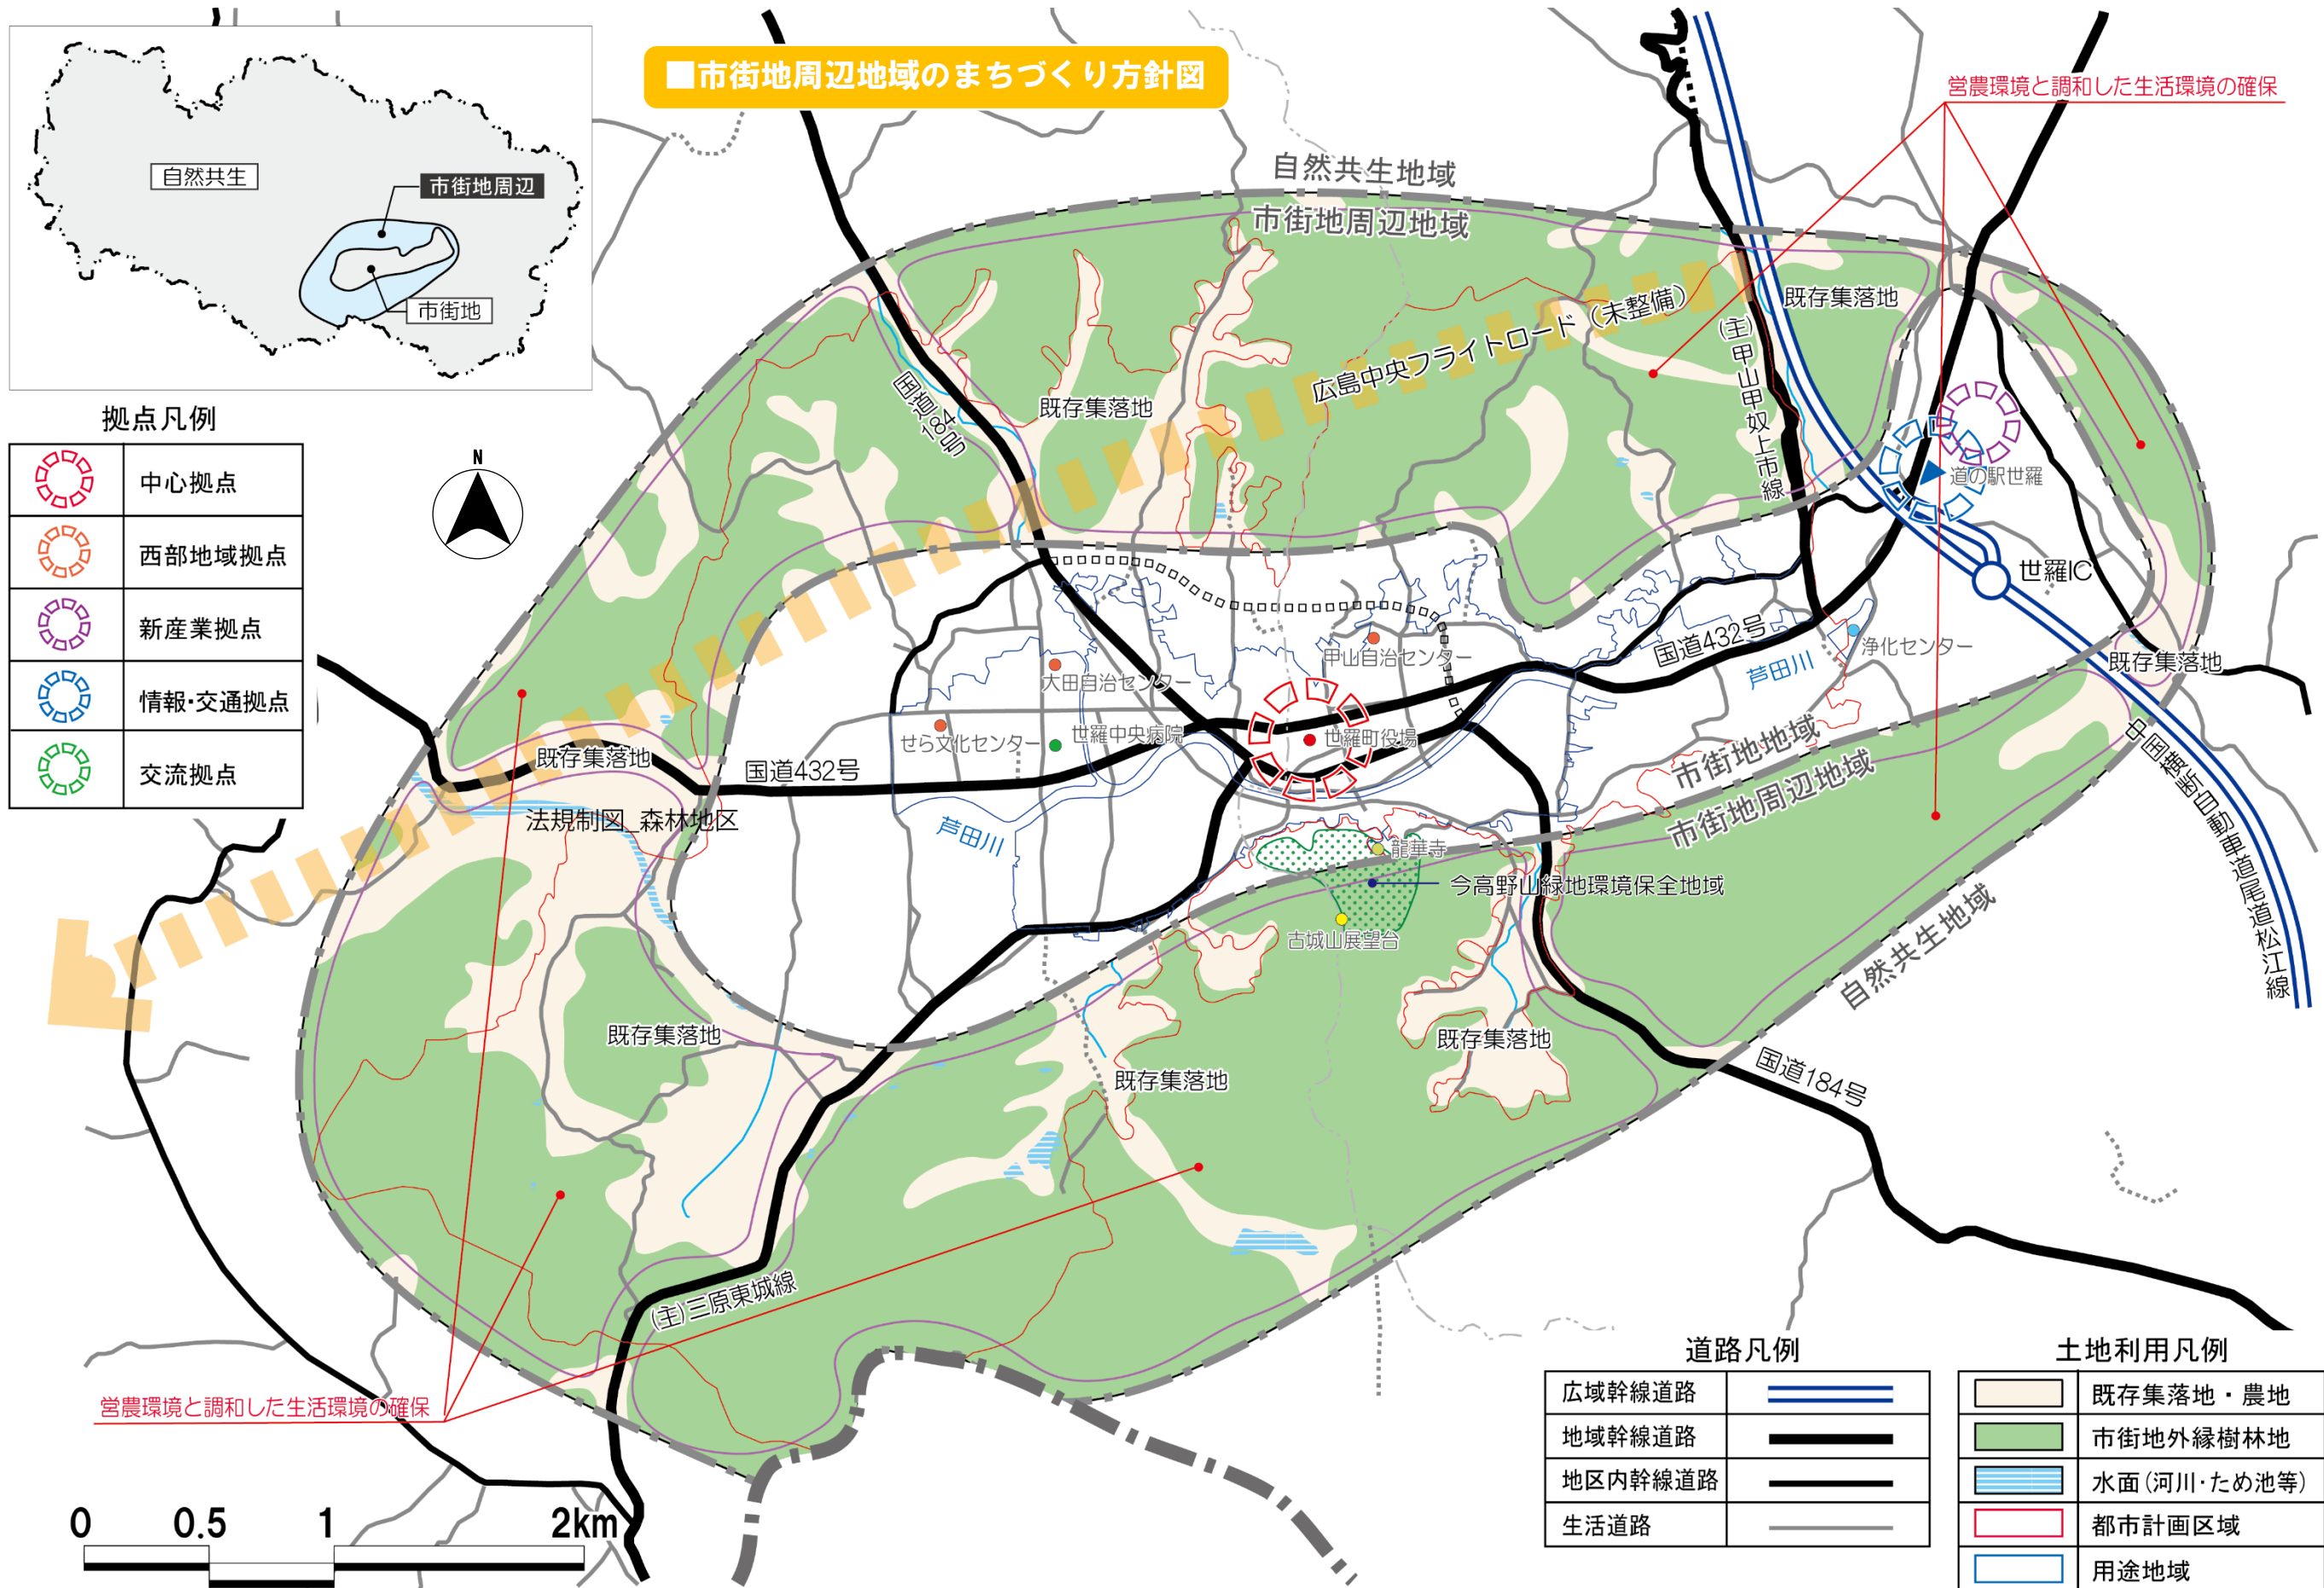 ■市街地周辺地域のまちづくり方針図
自然共生
市街地周辺
市街地
拠点凡例
中心拠点
西部地域拠点
新産業拠点
情報・交通拠点
交流拠点
N
営農環境と調和した生活環境の確保
自然共生地域
市街地周辺地域
広島中央フライトロード（未整備）
既存集落地
(主)甲山甲奴上市線
国道184号
既存集落地
道の駅世羅
世羅IC
国道432号
芦田川
浄化センター
既存集落地
甲山自治センター
大田自治センター
せら文化センター
世羅中央病院
世羅町役場
既存集落地
国道432号
法規制図_森林地区
芦田川
市街地地域
市街地周辺地域
中国横断自動車道尾道松江線
龍華寺
今高野山緑地環境保全地域
古城山展望台
自然共生地域
既存集落地
既存集落地
既存集落地
国道184号
(主)三原東城線
営農環境と調和した生活環境の確保
0 0.5 1 2km
道路凡例
広域幹線道路
地域幹線道路
地区内幹線道路
生活道路
土地利用凡例
既存集落地・農地
市街地外縁樹林地
水面(河川・ため池等)
都市計画区域
用途地域